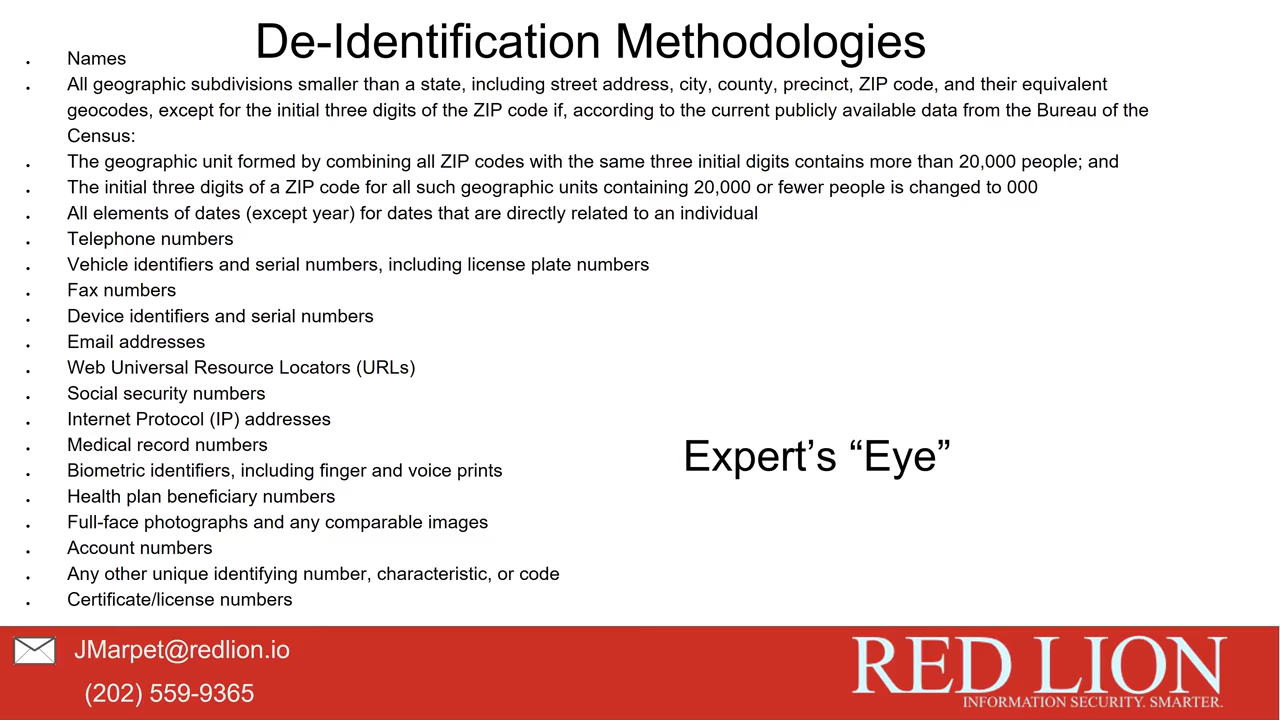 De-Identification Methodologies
• Names
• All geographic subdivisions smaller than a state, including street address, city, county, precinct, ZIP code, and their equivalent
geocodes, except for the initial three digits of the ZIP code if, according to the current publicly available data from the Bureau of the
Census:
• The geographic unit formed by combining all ZIP codes with the same three initial digits contains more than 20,000 people; and
• The initial three digits of a ZIP code for all such geographic units containing 20,000 or fewer people is changed to 000
• All elements of dates (except year) for dates that are directly related to an individual
• Telephone numbers
• Vehicle identifiers and serial numbers, including license plate numbers
• Fax numbers
• Device identifiers and serial numbers
• Email addresses
• Web Universal Resource Locators (URLs)
• Social security numbers
• Internet Protocol (IP) addresses
• Medical record numbers
• Biometric identifiers, including finger and voice prints
• Health plan beneficiary numbers
• Full-face photographs and any comparable images
• Account numbers
• Any other unique identifying number, characteristic, or code
• Certificate/license numbers
Expert’s “Eye”
JMarpet@redlion.io
(202) 559-9365
RED LION
INFORMATION SECURITY. SMARTER.